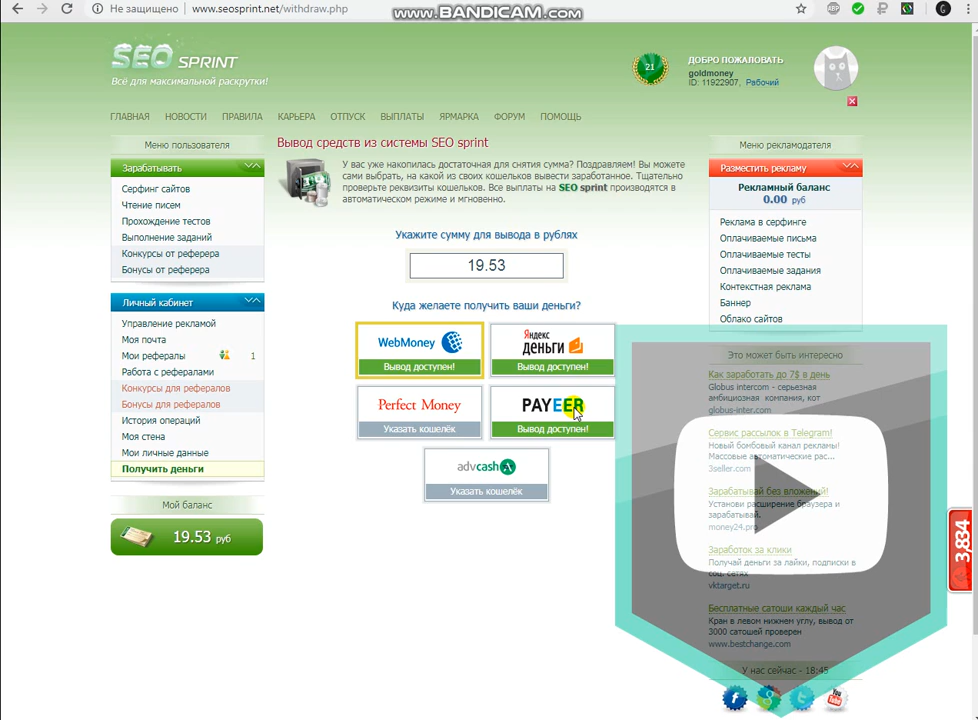 Не защищено
www.seosprint.net/withdraw.php
www.BANDICAM.com
ABP
G
SEO SPRINT
Всё для максимальной раскрутки!
21
ДОБРО ПОЖАЛОВАТЬ
goldmoney
ID: 11922907, Рабочий
ГЛАВНАЯ НОВОСТИ ПРАВИЛА КАРЬЕРА ОТПУСК ВЫПЛАТЫ ЯРМАРКА ФОРУМ ПОМОЩЬ
Меню пользователя
Зарабатывать
Серфинг сайтов
Чтение писем
Прохождение тестов
Выполнение заданий
Конкурсы от реферера
Бонусы от реферера
Личный кабинет
Управление рекламой
Моя почта
Мои рефералы 1
Работа с рефералами
Конкурсы для рефералов
Бонусы для рефералов
История операций
Моя стена
Мои личные данные
Получить деньги
Мой баланс
19.53 руб
Вывод средств из системы SEO sprint
У вас уже накопилась достаточная для снятия сумма? Поздравляем! Вы можете
сами выбрать, на какой из своих кошельков вывести заработанное. Тщательно
проверьте реквизиты кошельков. Все выплаты на SEO sprint производятся в
автоматическом режиме и мгновенно.
Укажите сумму для вывода в рублях
19.53
Куда желаете получить ваши деньги?
WebMoney
Вывод доступен!
Яндекс
деньги
Вывод доступен!
Perfect Money
Указать кошелёк
PAYEER
Вывод доступен!
advcash
Указать кошелёк
Меню рекламодателя
Разместить рекламу
Рекламный баланс
0.00 руб
Реклама в серфинге
Оплачиваемые письма
Оплачиваемые тесты
Оплачиваемые задания
Контекстная реклама
Баннер
Облако сайтов
Это может быть интересно
Как заработать до 7$ в день
Globus intercom - серьезная
амбициозная компания, кот
globus-inter.com
Сервис рассылок в Telegram!
Новый бомбовый канал рекламы!
Массовые автоматические рас...
3seller.com
Зарабатывай без вложений!
Установи расширение браузера и
зарабатывай.
money24.pro
Заработок за клики
Получай деньги за лайки, подписки в
соц. сетях
vktarget.ru
Бесплатные сатоши каждый час
Кран в левом нижнем углу, вывод от
3000 сатошей проверен
www.bestchange.com
У нас сейчас - 18:45
You Tube
3,834